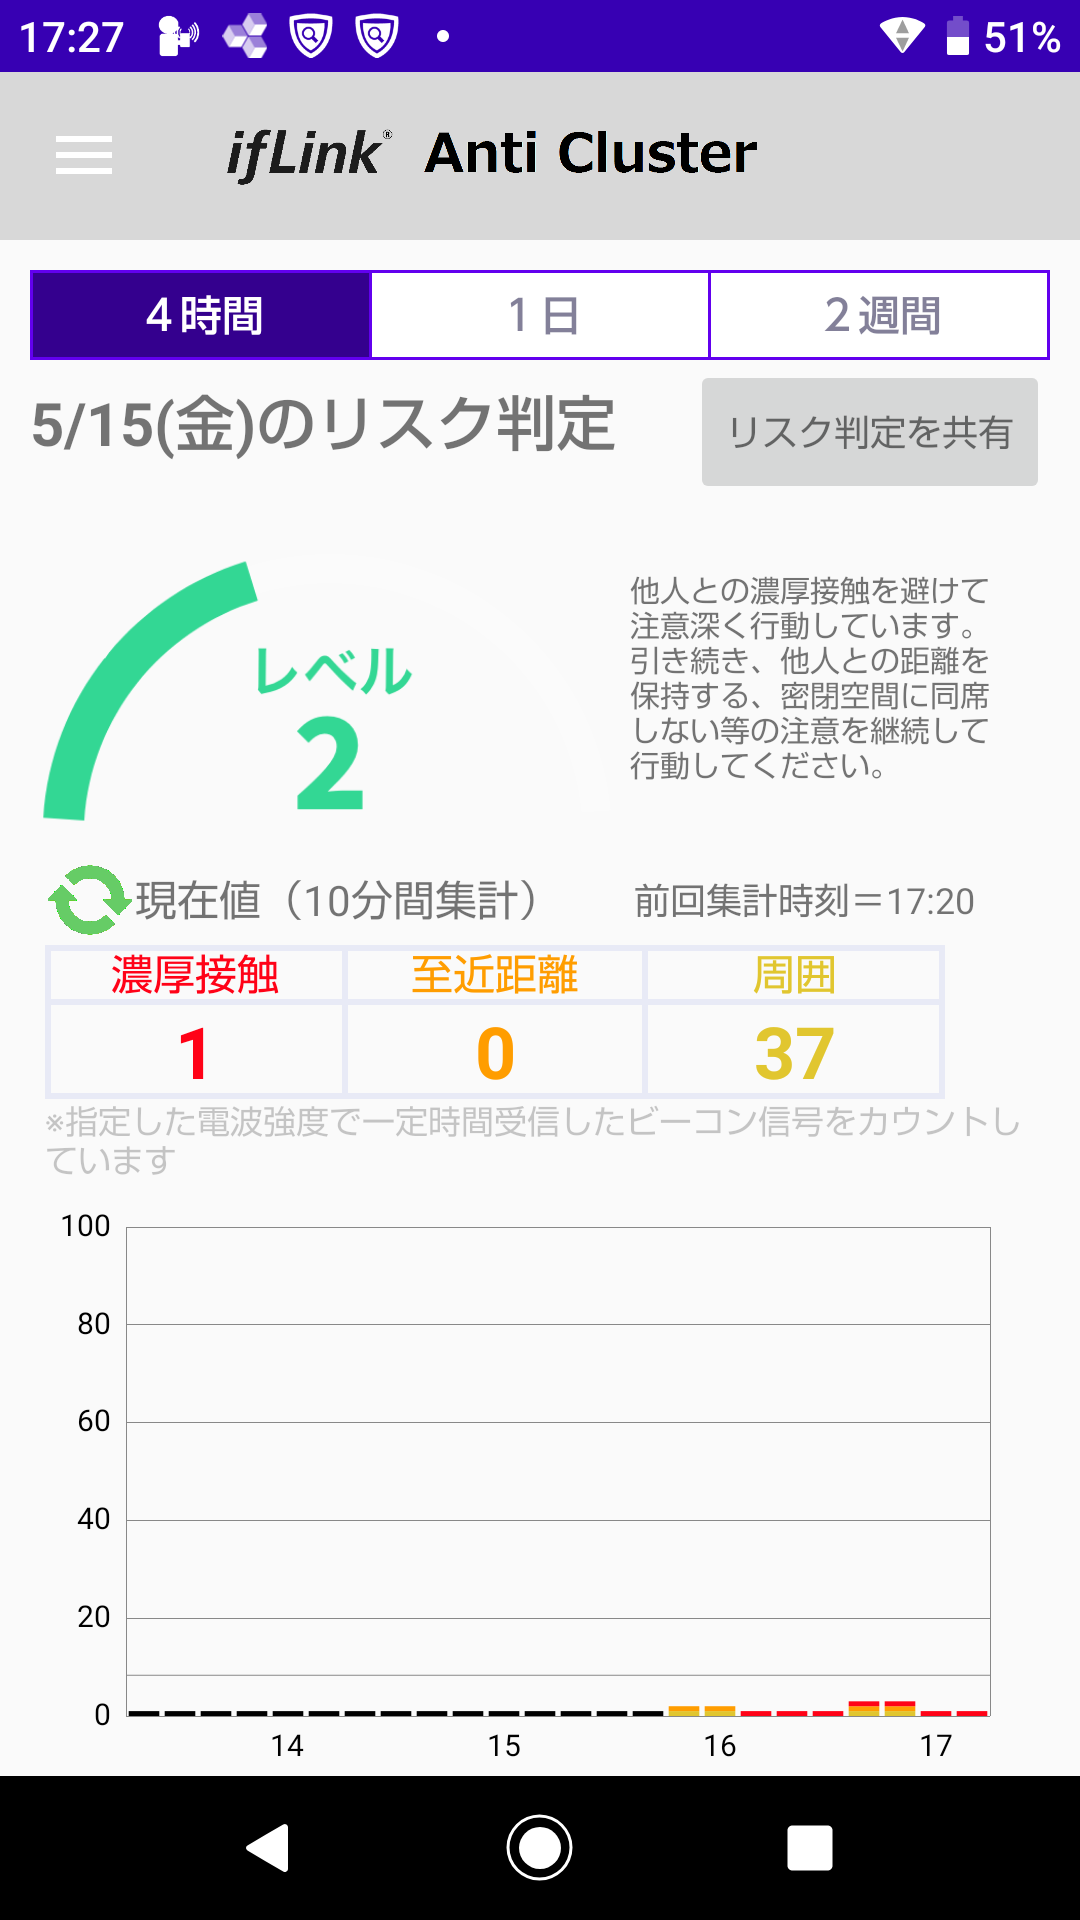 17:27 51%
ifLink® Anti Cluster
4時間 1日 2週間
5/15(金)のリスク判定
リスク判定を共有
レベル
2
他人との濃厚接触を避けて
注意深く行動しています。
引き続き、他人との距離を
保持する、密閉空間に同席
しない等の注意を継続して
行動してください。
現在値（10分間集計） 前回集計時刻＝17:20
濃厚接触 至近距離 周囲
1 0 37
※指定した電波強度で一定時間受信したビーコン信号をカウントし
ています
100
80
60
40
20
0
14 15 16 17